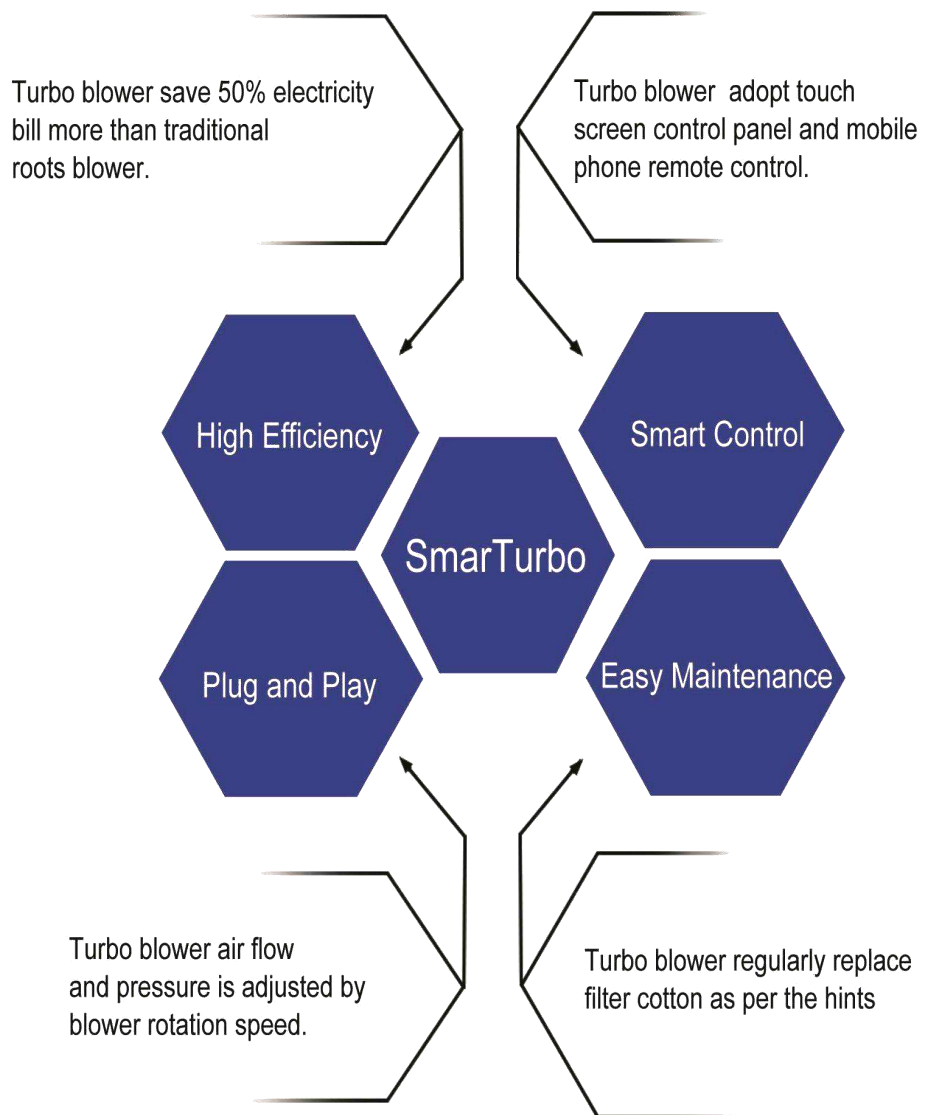 Turbo blower save 50% electricity
bill more than traditional
roots blower.
Turbo blower adopt touch
screen control panel and mobile
phone remote control.
High Efficiency
Smart Control
SmarTurbo
Plug and Play
Easy Maintenance
Turbo blower air flow
and pressure is adjusted by
blower rotation speed.
Turbo blower regularly replace
filter cotton as per the hints